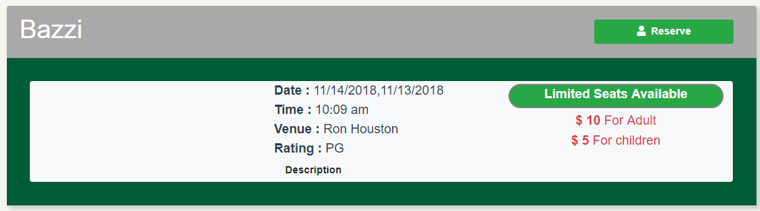 Bazzi
Reserve
Date : 11/14/2018,11/13/2018
Time : 10:09 am
Venue : Ron Houston
Rating : PG
Description
Limited Seats Available
$ 10 For Adult
$ 5 For children